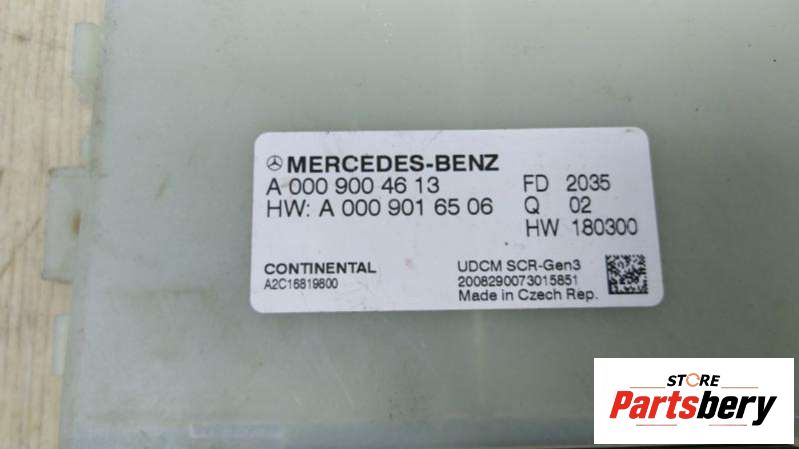 MERCEDES-BENZ
A 000 900 46 13 FD 2035
HW: A 000 901 65 06 Q 02
HW 180300
CONTINENTAL UDCM SCR-Gen3
A2C16819800 2008290073015851
Made in Czech Rep.
STORE
Partsbery